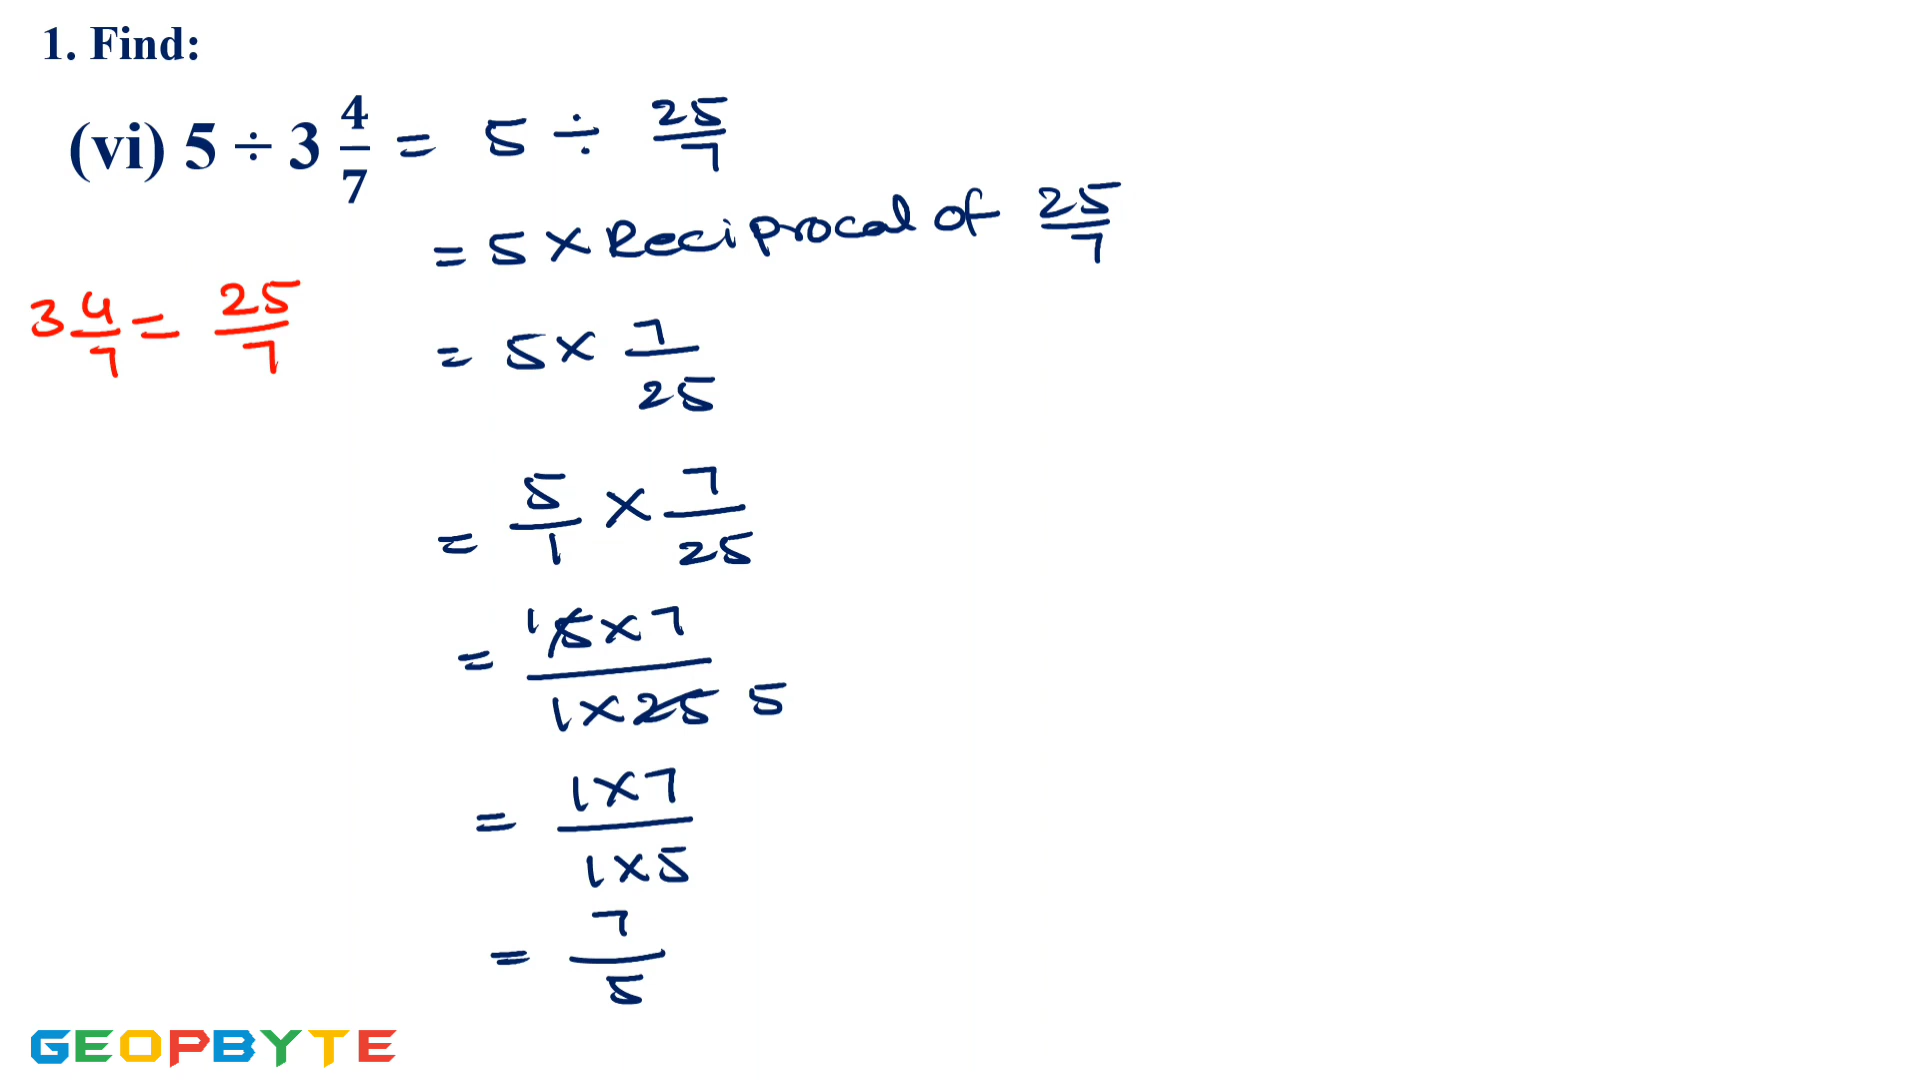 1. Find:
(vi) 5 ÷ 3 4/7 = 5 ÷ 25/7
= 5 × Reciprocal of 25/7
3 4/7 = 25/7
= 5 × 7/25
= 5/1 × 7/25
= 1 5 × 7 / 1 × 25 5
= 1 × 7 / 1 × 5
= 7/5
GEOPBYTE